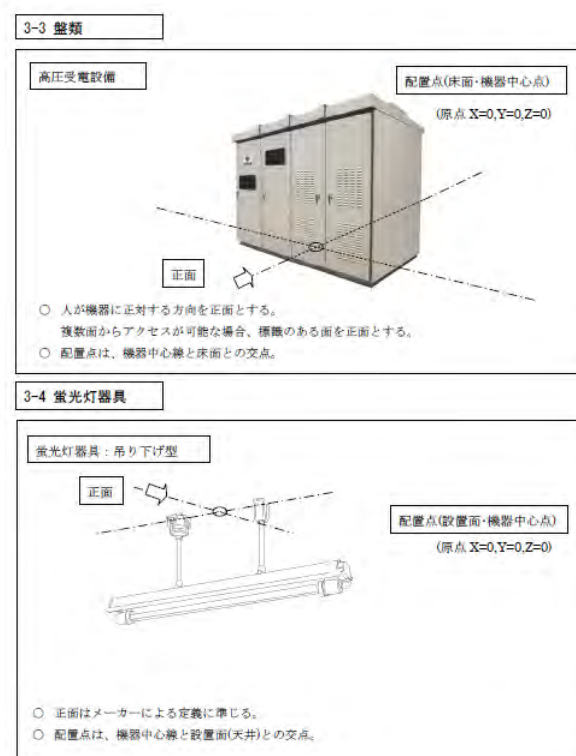 3-3 盤類
高圧受電設備
配置点(床面･機器中心点)
(原点 X=0,Y=0,Z=0)
正面
○ 人が機器に正対する方向を正面とする。
複数面からアクセスが可能な場合、標識のある面を正面とする。
○ 配置点は、機器中心線と床面との交点。
3-4 蛍光灯器具
蛍光灯器具：吊り下げ型
正面
配置点(設置面･機器中心点)
(原点 X=0,Y=0,Z=0)
○ 正面はメーカーによる定義に準じる。
○ 配置点は、機器中心線と設置面(天井)との交点。